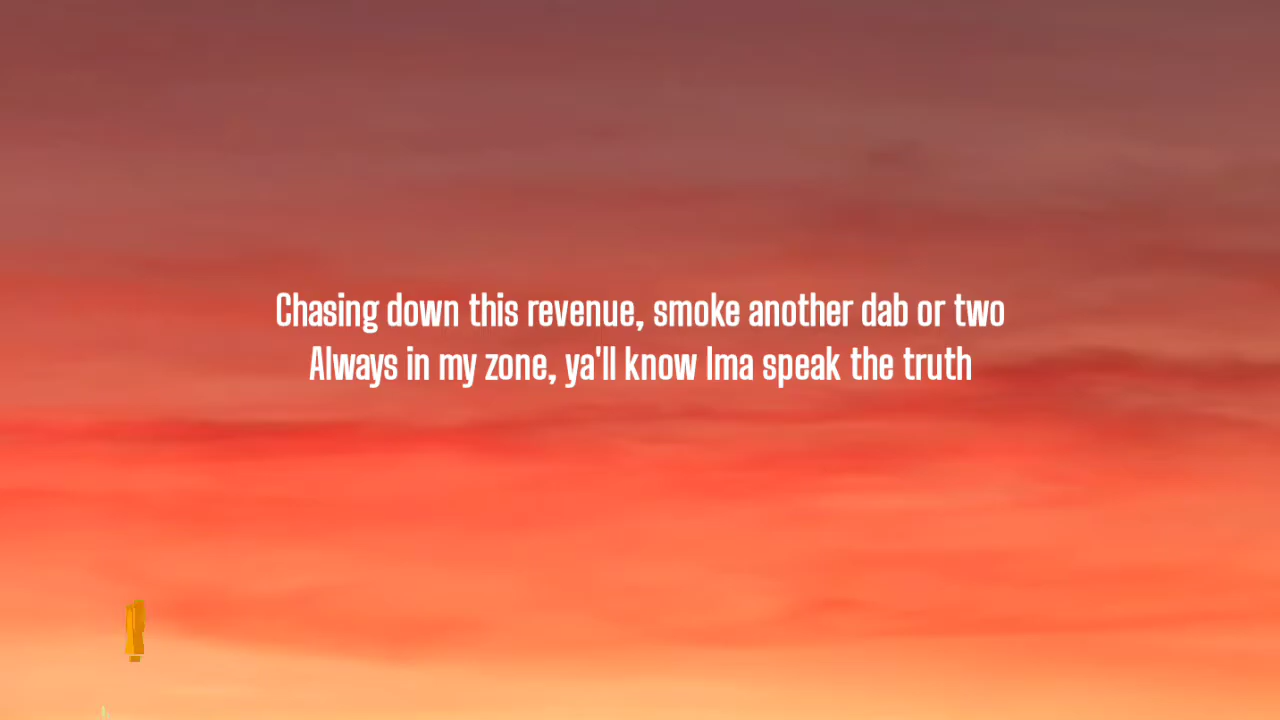 Chasing down this revenue, smoke another dab or two
Always in my zone, ya'll know Ima speak the truth